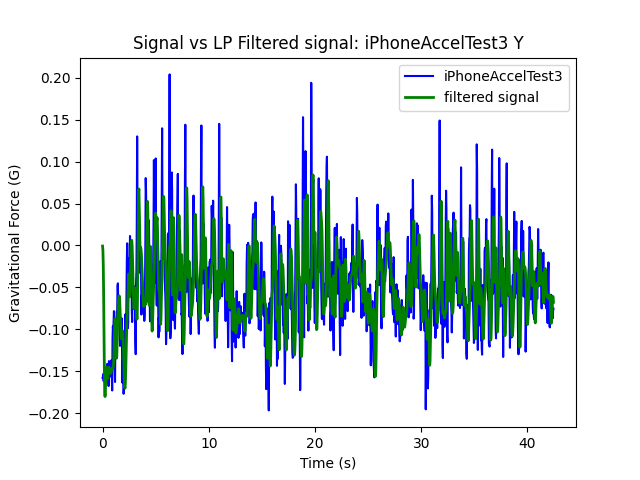 Signal vs LP Filtered signal: iPhoneAccelTest3 Y
iPhoneAccelTest3
filtered signal
Gravitational Force (G)
0.20
0.15
0.10
0.05
0.00
−0.05
−0.10
−0.15
−0.20
0 10 20 30 40
Time (s)